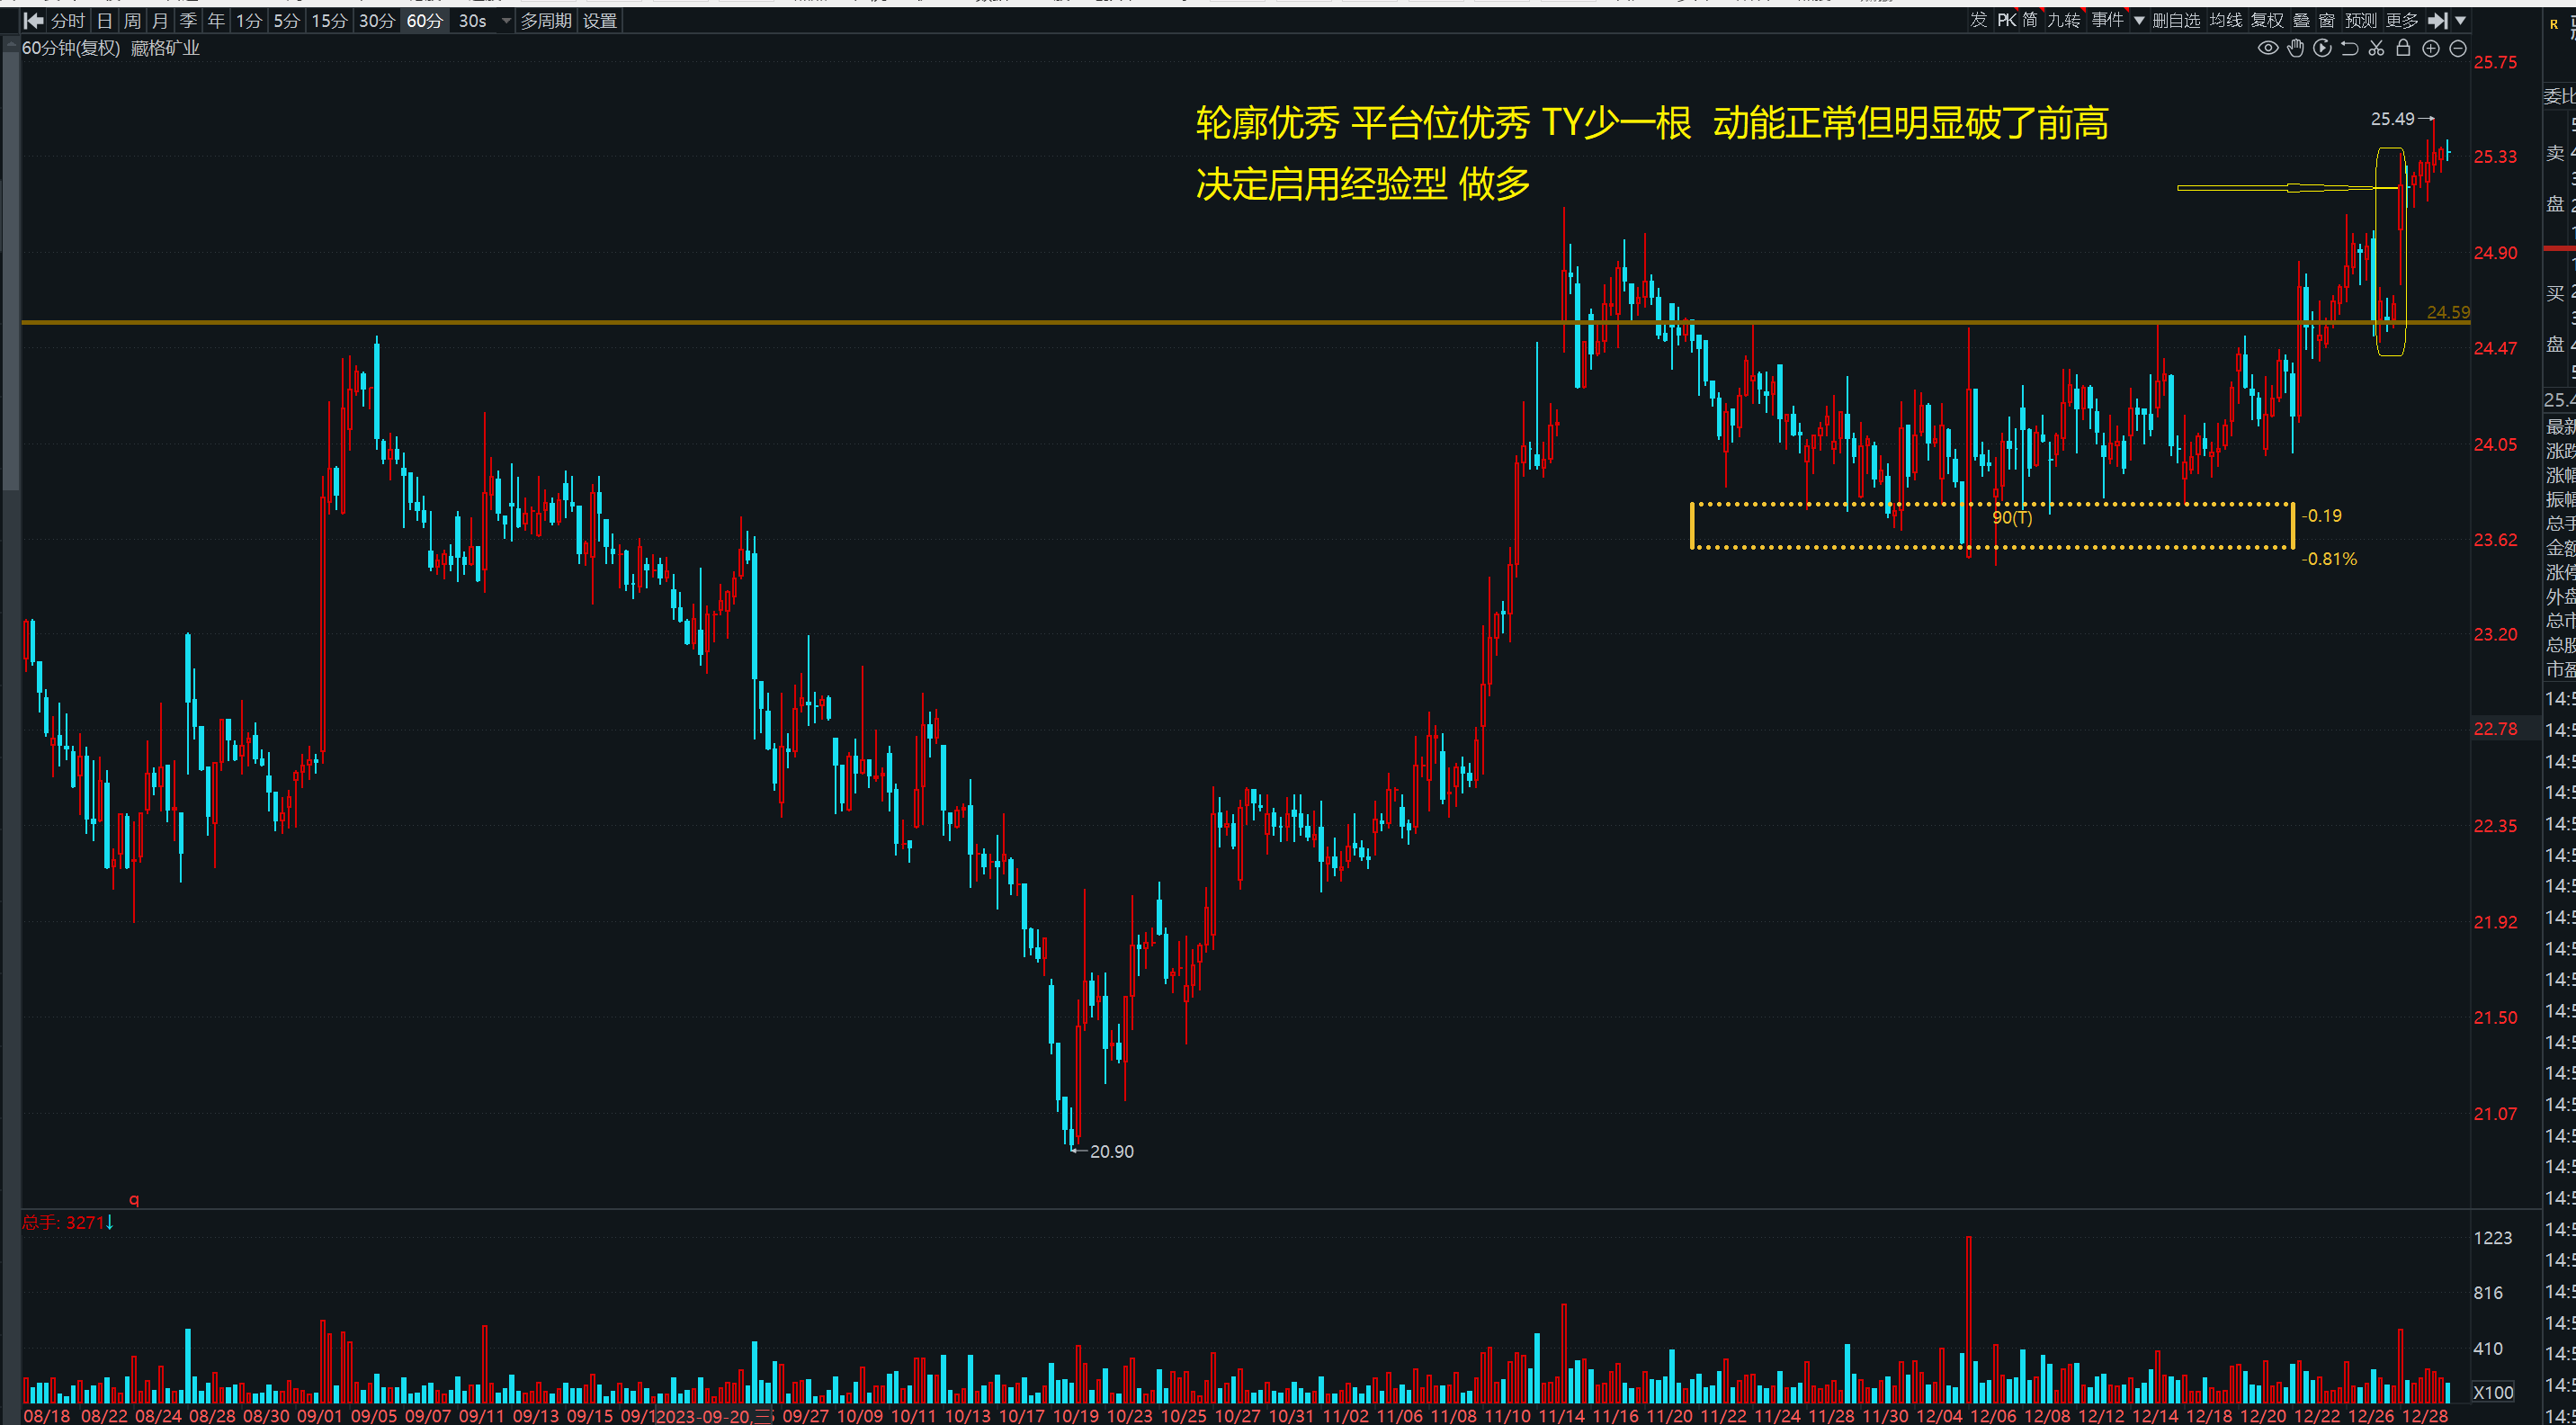 分时 日 周 月 季 年 1分 5分 15分 30分 60分 30s 多周期 设置
发 PK 简 九转 事件 删自选 均线 复权 叠 窗 预测 更多
60分钟(复权) 藏格矿业
轮廓优秀 平台位优秀 TY少一根 动能正常但明显破了前高
决定启用经验型 做多
25.49
25.75
25.33
24.90
24.59
24.47
24.05
23.62
23.20
22.78
22.35
21.92
21.50
21.07
90(T)
-0.19
-0.81%
20.90
q
总手: 3271↓
1223
816
410
X100
08/18 08/22 08/24 08/28 08/30 09/01 09/05 09/07 09/11 09/13 09/15 2023-09-20,三 09/27 10/09 10/11 10/13 10/17 10/19 10/23 10/25 10/27 10/31 11/02 11/06 11/08 11/10 11/14 11/16 11/20 11/22 11/24 11/28 11/30 12/04 12/06 12/08 12/12 12/14 12/18 12/20 12/22 12/26 12/28
R
委比
卖
盘
买
盘
25.4
最新
涨跌
涨幅
振幅
总手
金额
涨停
外盘
总市
总股
市盈